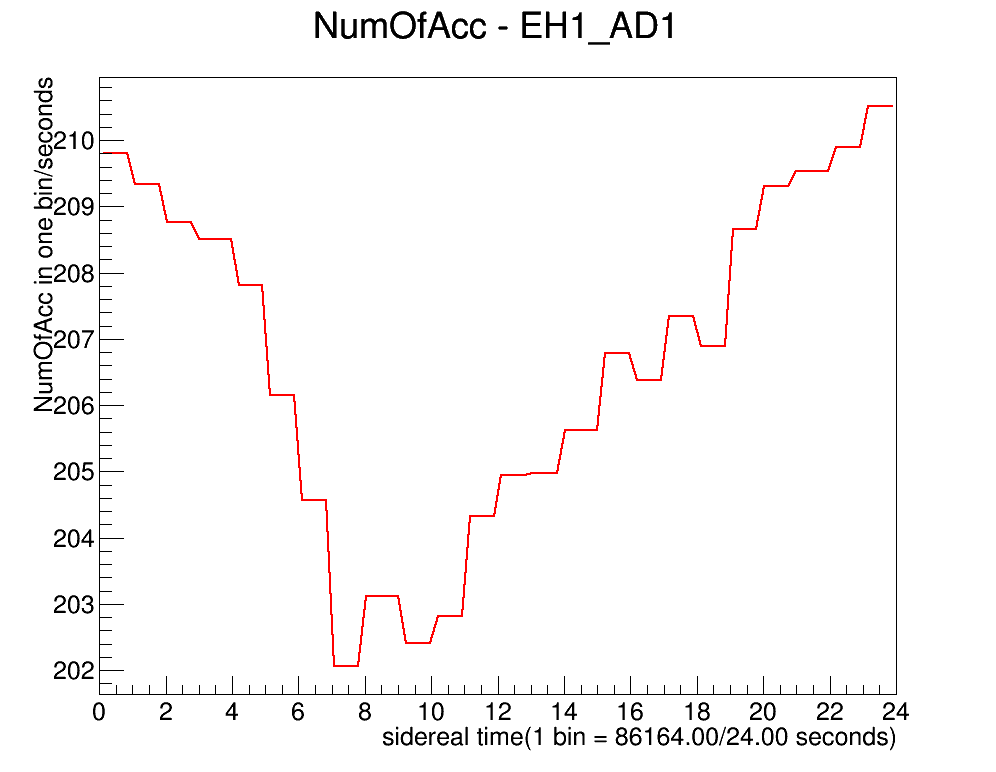 NumOfAcc - EH1_AD1
NumOfAcc in one bin/seconds
210
209
208
207
206
205
204
203
202
0 2 4 6 8 10 12 14 16 18 20 22 24
sidereal time(1 bin = 86164.00/24.00 seconds)